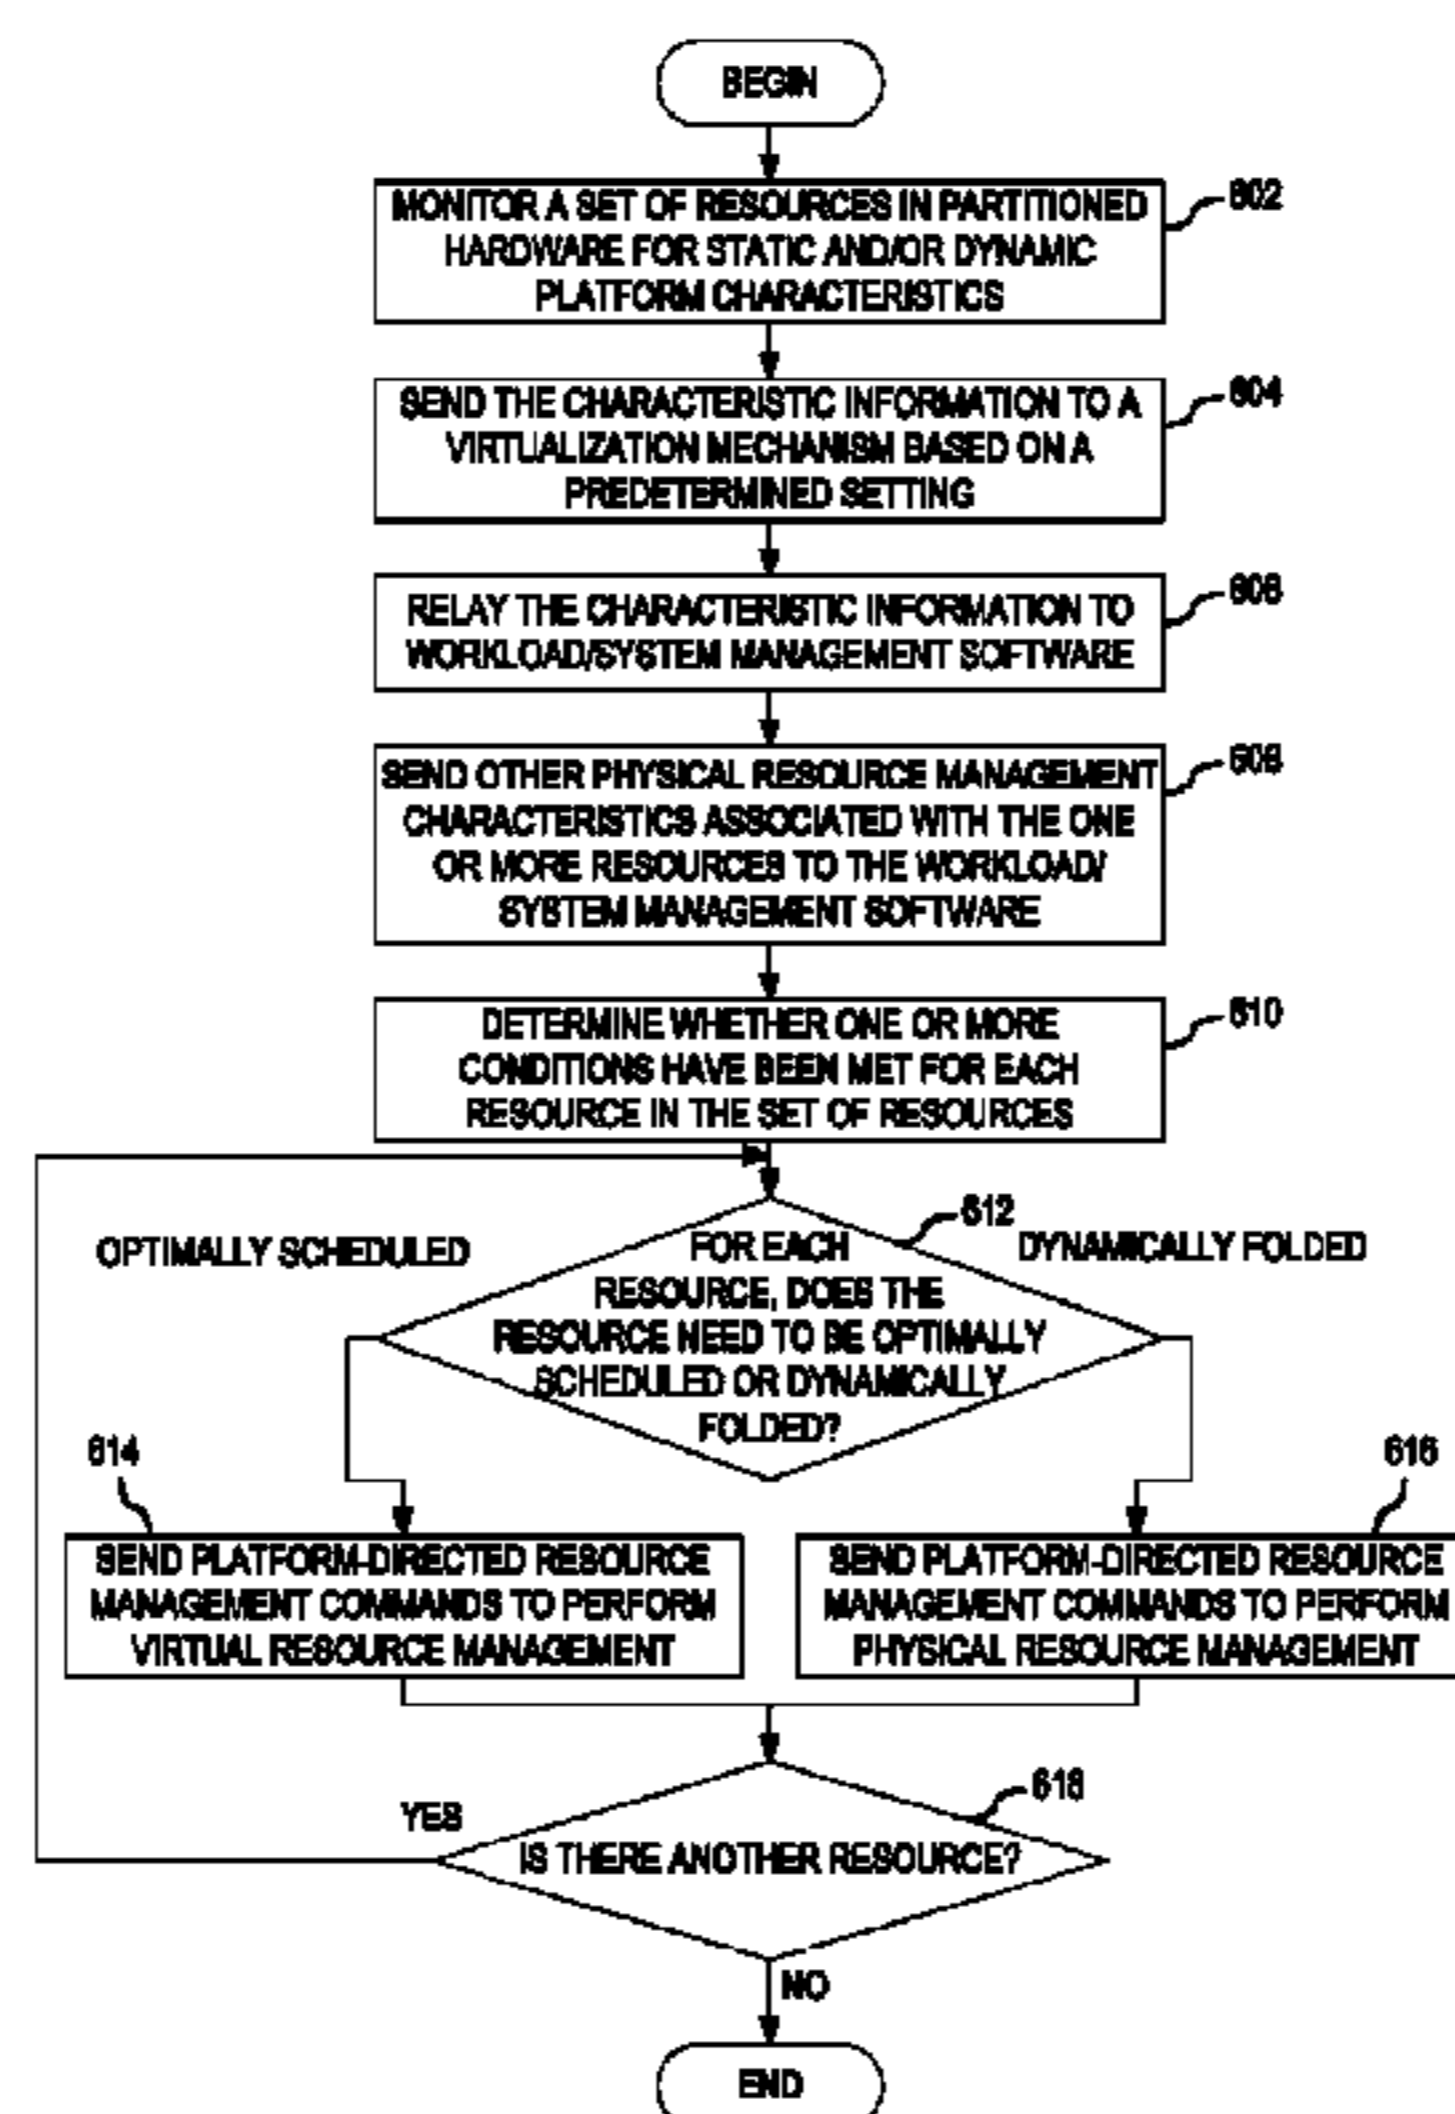 BEGIN
MONITOR A SET OF RESOURCES IN PARTITIONED
HARDWARE FOR STATIC AND/OR DYNAMIC
PLATFORM CHARACTERISTICS
602
SEND THE CHARACTERISTIC INFORMATION TO A
VIRTUALIZATION MECHANISM BASED ON A
PREDETERMINED SETTING
604
RELAY THE CHARACTERISTIC INFORMATION TO
WORKLOAD/SYSTEM MANAGEMENT SOFTWARE
606
SEND OTHER PHYSICAL RESOURCE MANAGEMENT
CHARACTERISTICS ASSOCIATED WITH THE ONE
OR MORE RESOURCES TO THE WORKLOAD/
SYSTEM MANAGEMENT SOFTWARE
608
DETERMINE WHETHER ONE OR MORE
CONDITIONS HAVE BEEN MET FOR EACH
RESOURCE IN THE SET OF RESOURCES
610
OPTIMALLY SCHEDULED
612
DYNAMICALLY FOLDED
FOR EACH
RESOURCE, DOES THE
RESOURCE NEED TO BE OPTIMALLY
SCHEDULED OR DYNAMICALLY
FOLDED?
614
SEND PLATFORM-DIRECTED RESOURCE
MANAGEMENT COMMANDS TO PERFORM
VIRTUAL RESOURCE MANAGEMENT
616
SEND PLATFORM-DIRECTED RESOURCE
MANAGEMENT COMMANDS TO PERFORM
PHYSICAL RESOURCE MANAGEMENT
618
YES
IS THERE ANOTHER RESOURCE?
NO
END